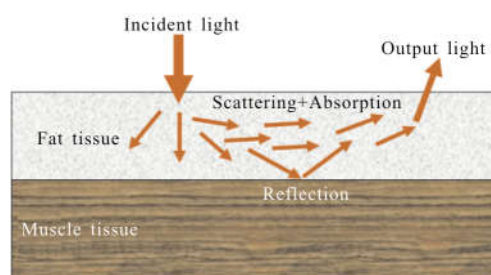 Incident light
Output light
Scattering+Absorption
Fat tissue
Reflection
Muscle tissue